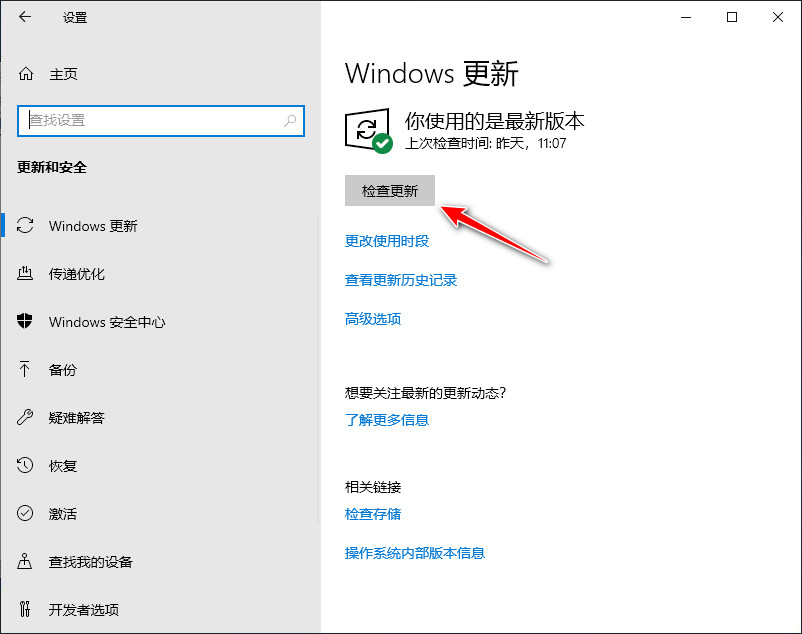 设置
主页
查找设置
更新和安全
Windows 更新
传递优化
Windows 安全中心
备份
疑难解答
恢复
激活
查找我的设备
开发者选项
Windows 更新
你使用的是最新版本
上次检查时间: 昨天，11:07
检查更新
更改使用时段
查看更新历史记录
高级选项
想要关注最新的更新动态?
了解更多信息
相关链接
检查存储
操作系统内部版本信息